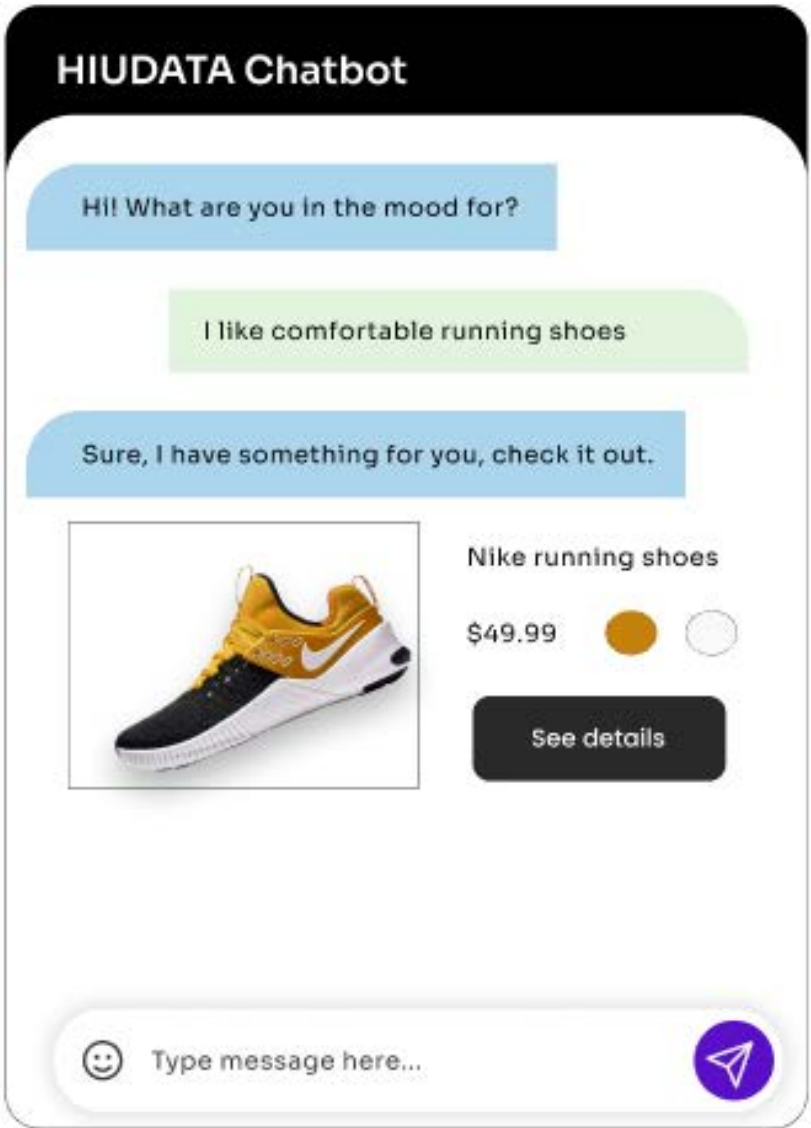 HIUDATA Chatbot
Hi! What are you in the mood for?
I like comfortable running shoes
Sure, I have something for you, check it out.
Nike running shoes
$49.99
See details
Type message here...